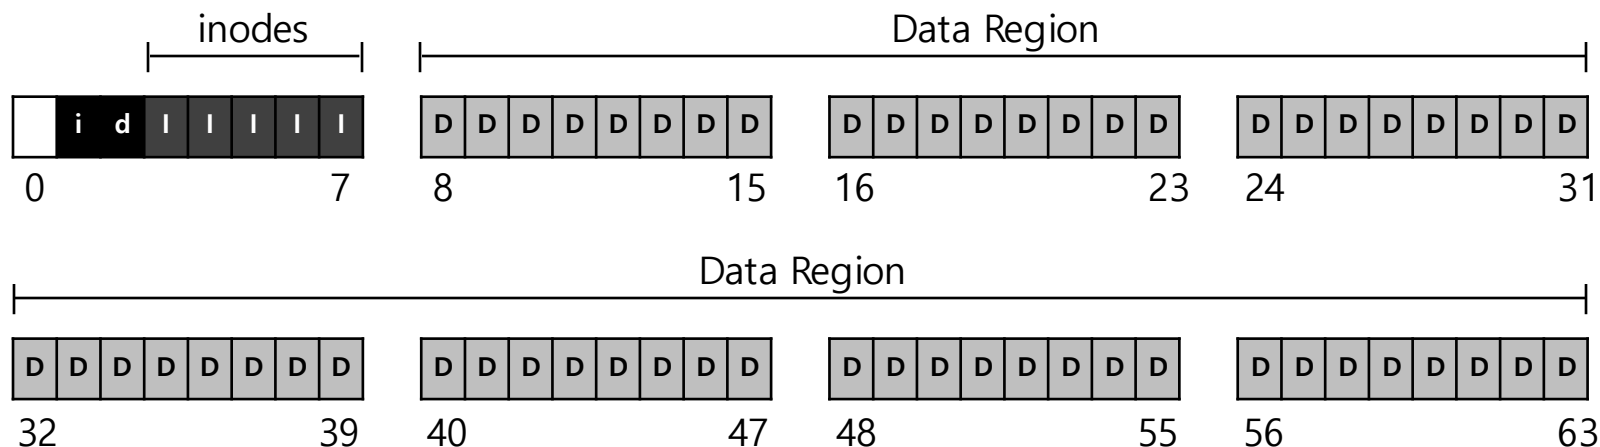 inodes Data Region
i d I I I I I D D D D D D D D D D D D D D D D D D D D D D D D
0 7 8 15 16 23 24 31
Data Region
D D D D D D D D D D D D D D D D D D D D D D D D D D D D D D D D
32 39 40 47 48 55 56 63